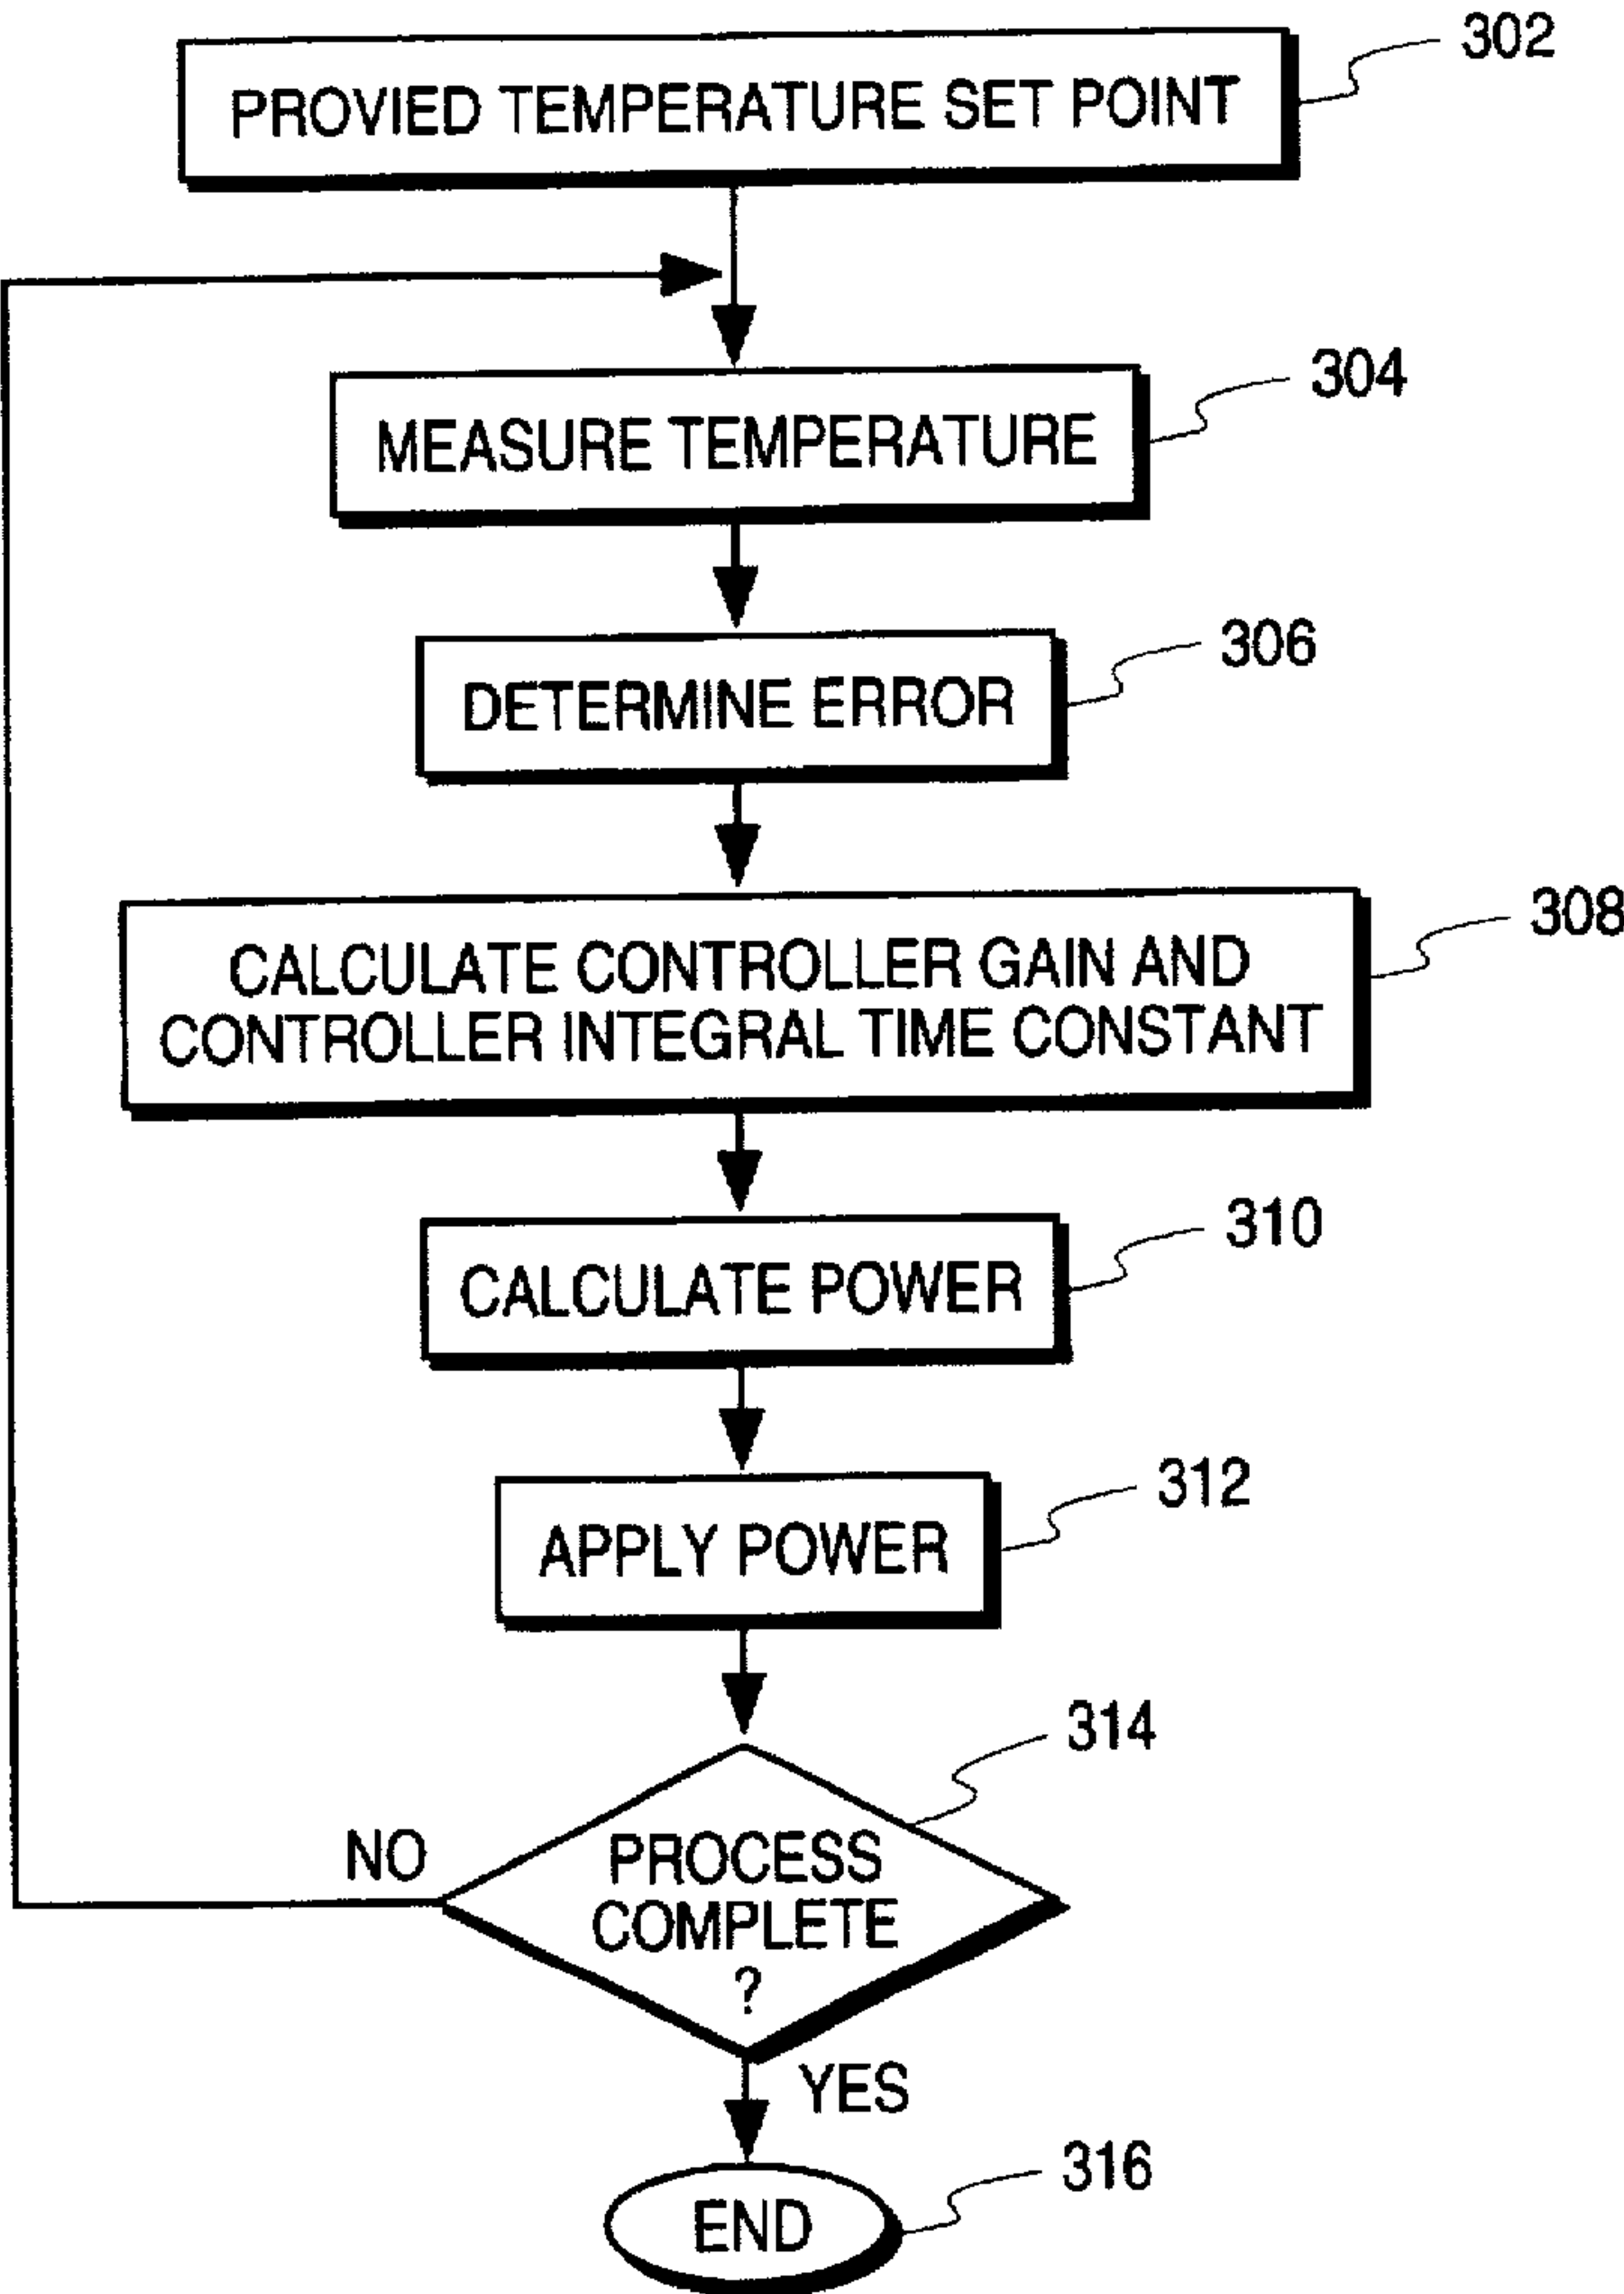 302
PROVIED TEMPERATURE SET POINT
304
MEASURE TEMPERATURE
306
DETERMINE ERROR
308
CALCULATE CONTROLLER GAIN AND
CONTROLLER INTEGRAL TIME CONSTANT
310
CALCULATE POWER
312
APPLY POWER
314
NO
PROCESS
COMPLETE
?
YES
316
END